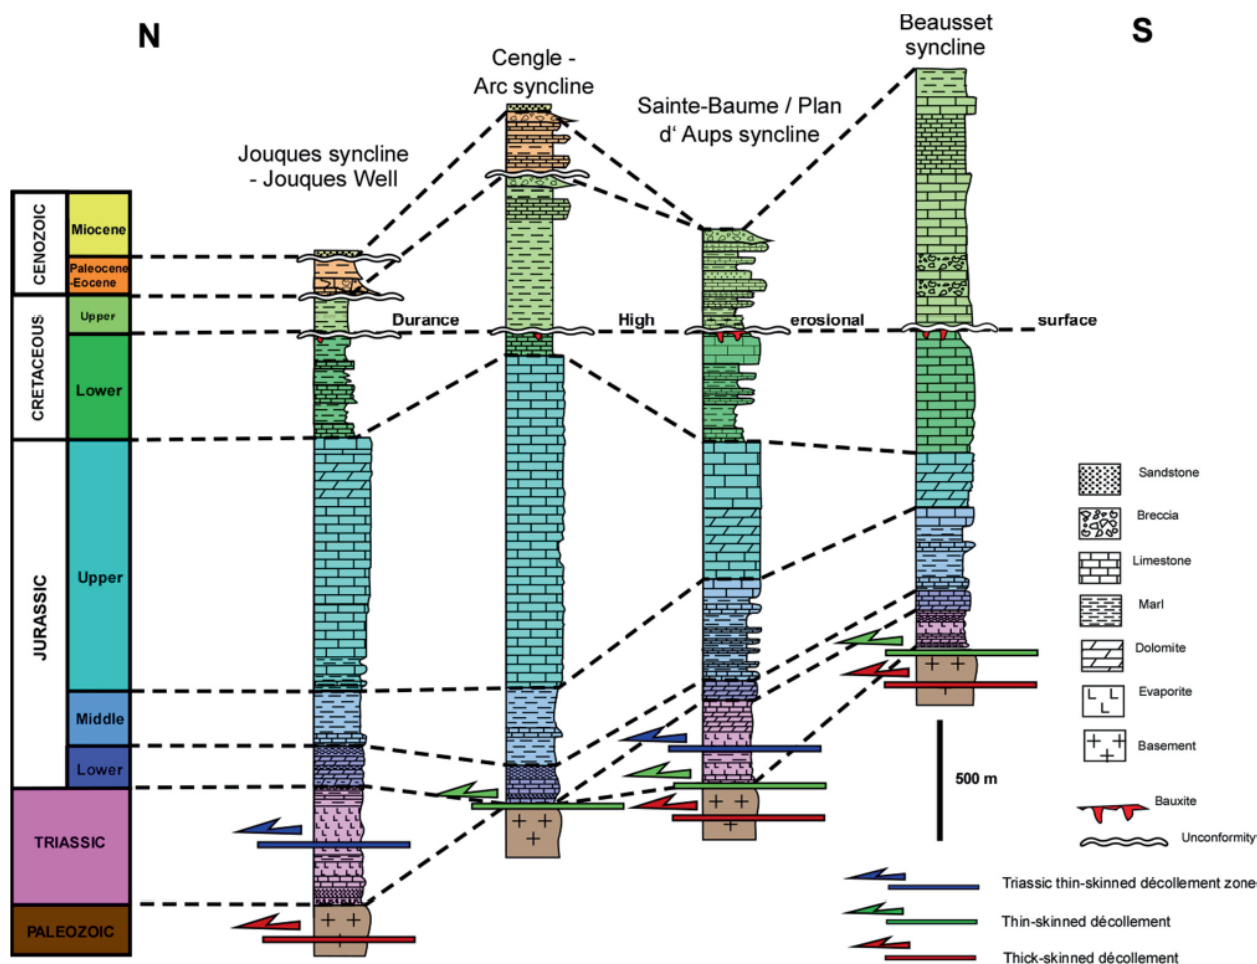 N
S
Beausset
syncline
Cengle -
Arc syncline
Sainte-Baume / Plan
d' Aups syncline
Jouques syncline
- Jouques Well
CENOZOIC
Miocene
Paleocene
-Eocene
CRETACEOUS
Upper
Lower
Durance
High
erosional
surface
JURASSIC
Upper
Middle
Lower
TRIASSIC
PALEOZOIC
Sandstone
Breccia
Limestone
Marl
Dolomite
Evaporite
Basement
500 m
Bauxite
Unconformity
Triassic thin-skinned décollement zone
Thin-skinned décollement
Thick-skinned décollement